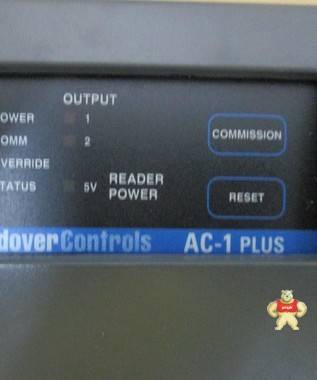 OUTPUT
OWER 1
OMM 2
COMMISSION
VERRIDE
TATUS 5V READER POWER
RESET
doverControls AC-1 PLUS